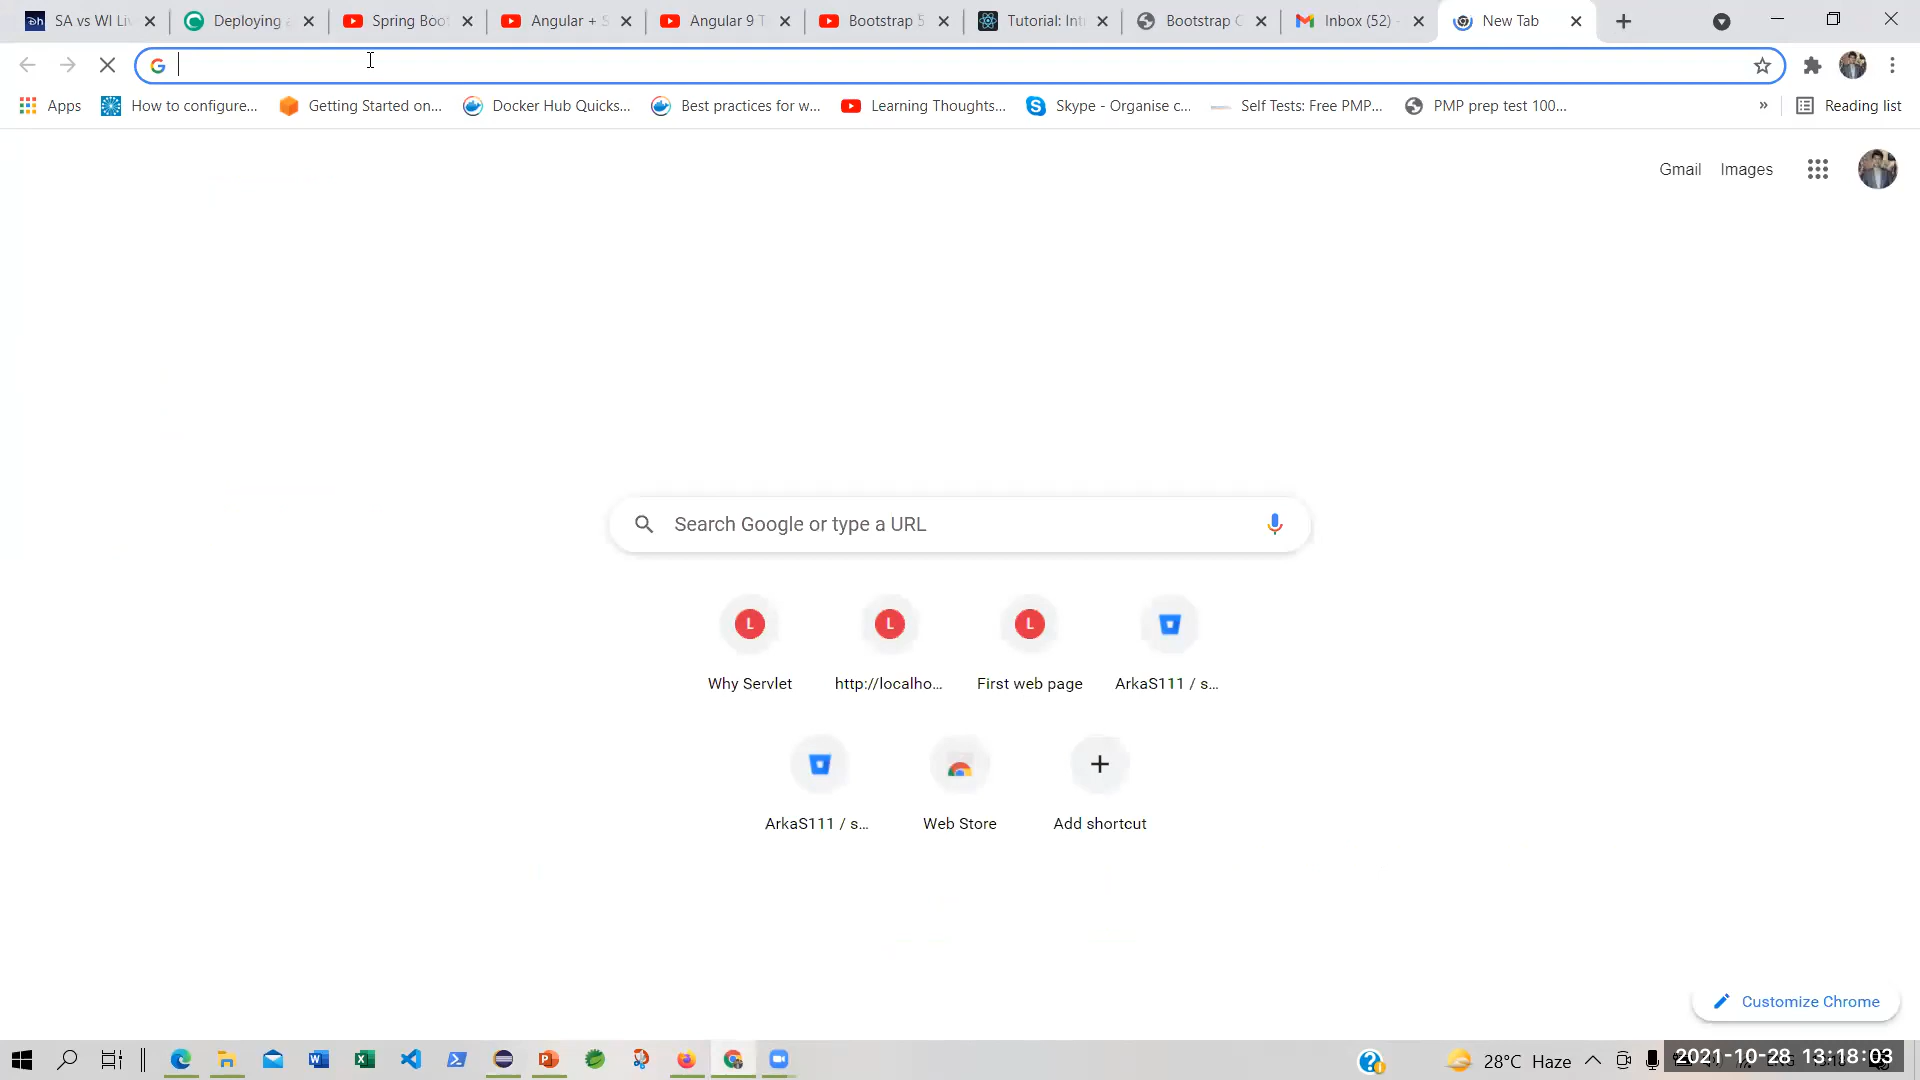 SA vs WI Liv
Deploying a
Spring Boot
Angular + S
Angular 9 T
Bootstrap 5
Tutorial: Int
Bootstrap C
Inbox (52) -
New Tab
Apps
How to configure...
Getting Started on...
Docker Hub Quicks...
Best practices for w...
Learning Thoughts...
Skype - Organise c...
Self Tests: Free PMP...
PMP prep test 100...
»
Reading list
Gmail
Images
Search Google or type a URL
Why Servlet
http://localho...
First web page
ArkaS111 / s...
ArkaS111 / s...
Web Store
Add shortcut
Customize Chrome
28°C Haze
2021-10-28 13:18:03